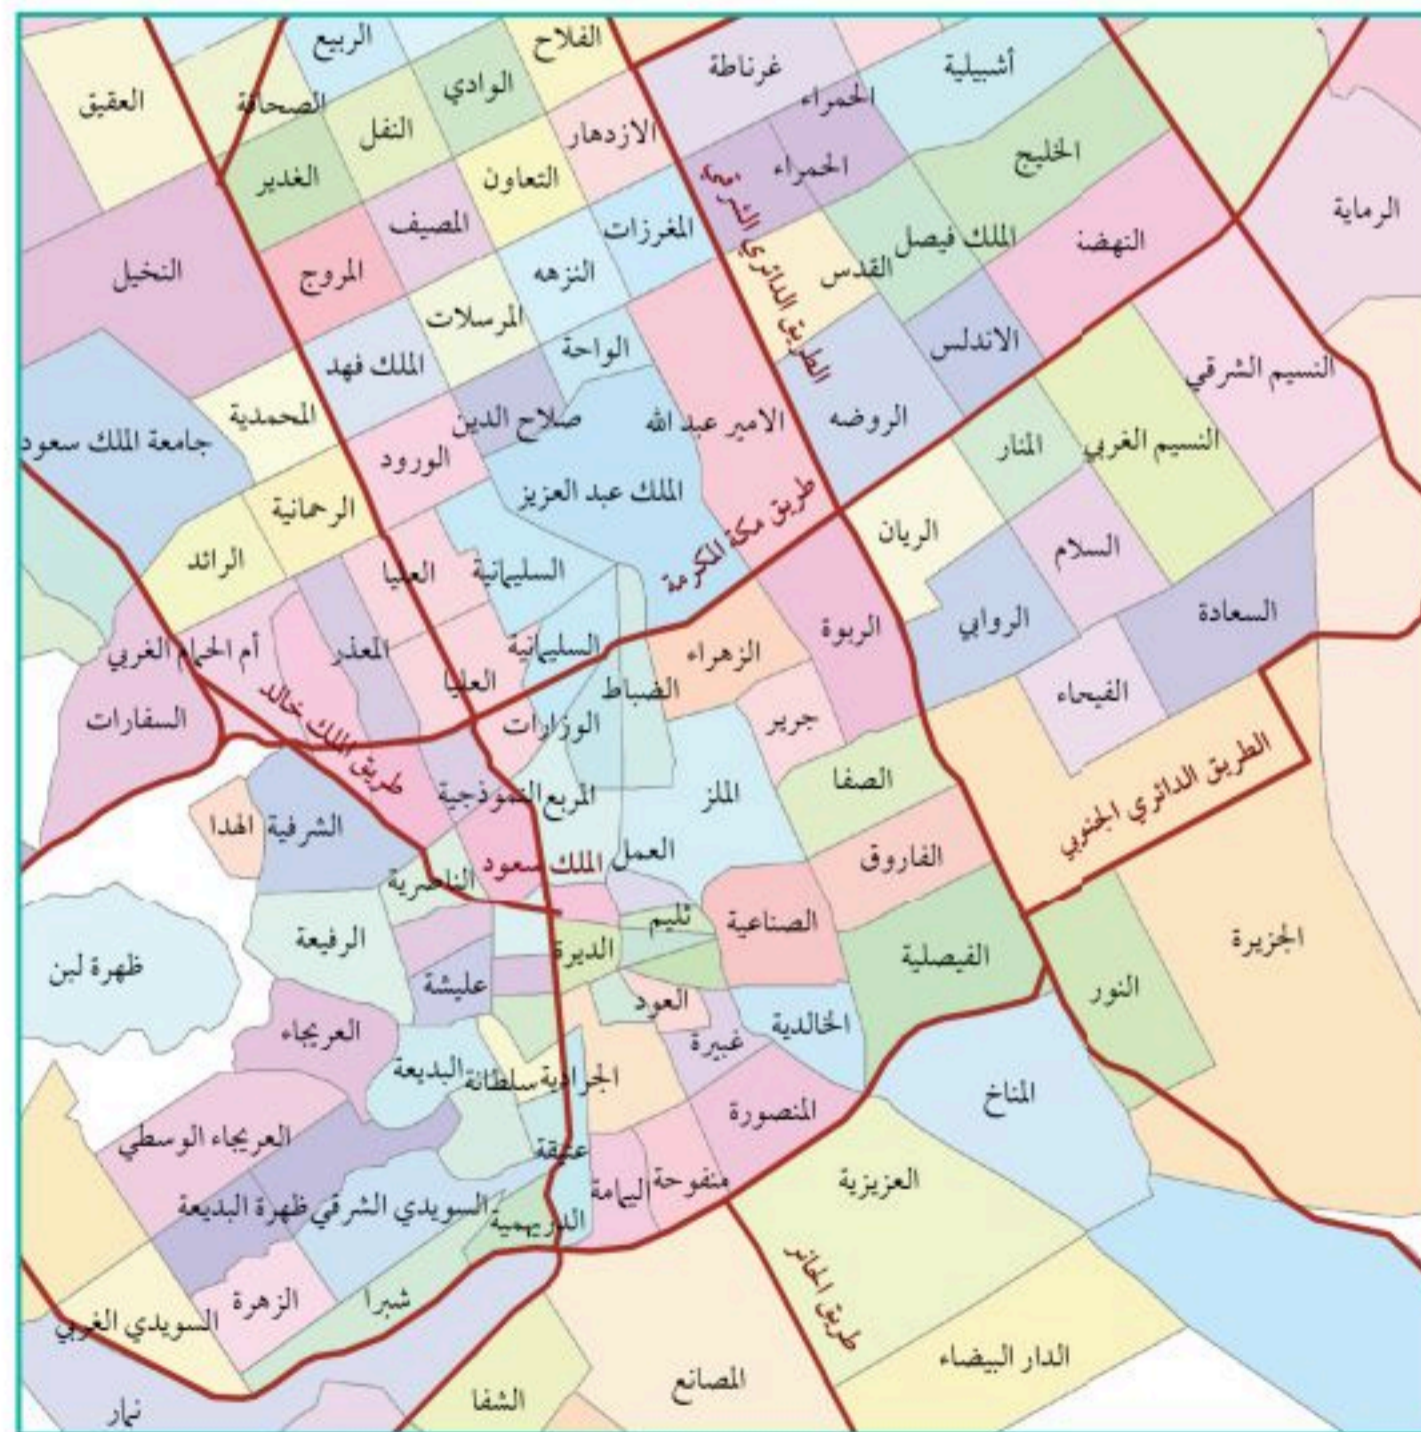 الربيع
الفلاح
غرناطة
أشبيلية
العقيق
الصحافة
الوادي
الحمراء
النفل
الازدهار
الخليج
الغدير
التعاون
الحمراء
الرماية
المصيف
المغرزات
الطريق الدائري الشرقي
الملك فيصل
النهضة
النخيل
المروج
النزهه
القدس
المرسلات
الواحة
الاندلس
النسيم الشرقي
الملك فهد
المحمدية
صلاح الدين
الامير عبد الله
الروضه
جامعة الملك سعود
الورود
المنار
النسيم الغربي
الملك عبد العزيز
الرحمانية
طريق مكة المكرمة
الريان
الرائد
العليا
السليمانية
السلام
السعادة
أم الحمام الغربي
المعذر
السليمانية
الزهراء
الربوة
الروابي
العليا
الضباط
الفيحاء
السفارات
طريق الملك خالد
الوزارات
جرير
الصفا
الطريق الدائري الجنوبي
النموذجية
المربع
الملز
الهدا
الشرفية
العمل
الفاروق
الناصرية
الملك سعود
الرفيعة
ثليم
الصناعية
الجزيرة
ظهرة لبن
الديرة
الفيصلية
عليشة
النور
العود
العريجاء
غبيرة
الخالدية
البديعة
سلطانة
الجرادية
المناخ
المنصورة
العريجاء الوسطي
عتيقة
منفوحة
اليمامة
العزيزية
ظهرة البديعة
السويدي الشرقي
الدريهمية
طريق الحائر
الزهرة
شبرا
السويدي الغربي
الدار البيضاء
المصانع
الشفا
نمار